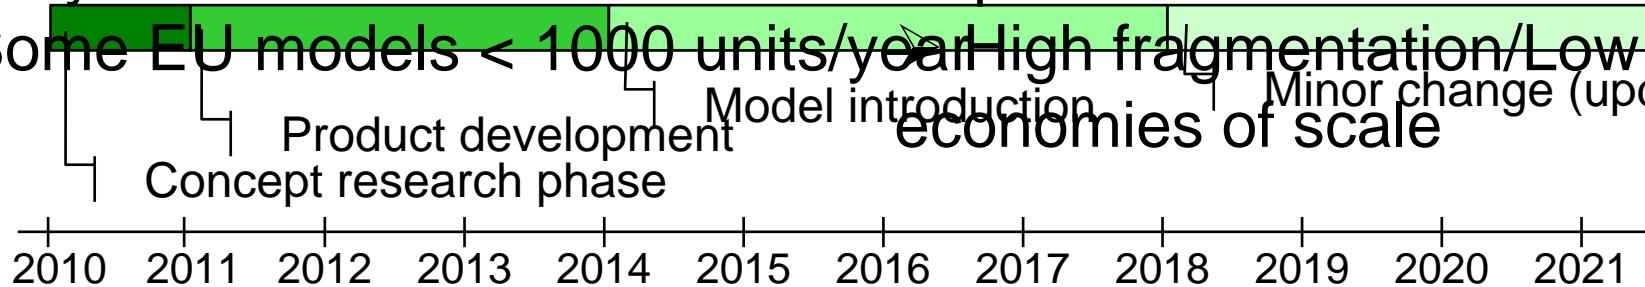 Some EU models < 1000 units/year High fragmentation/Low
economies of scale
Model introduction
Minor change
Product development
Concept research phase
2010 2011 2012 2013 2014 2015 2016 2017 2018 2019 2020 2021